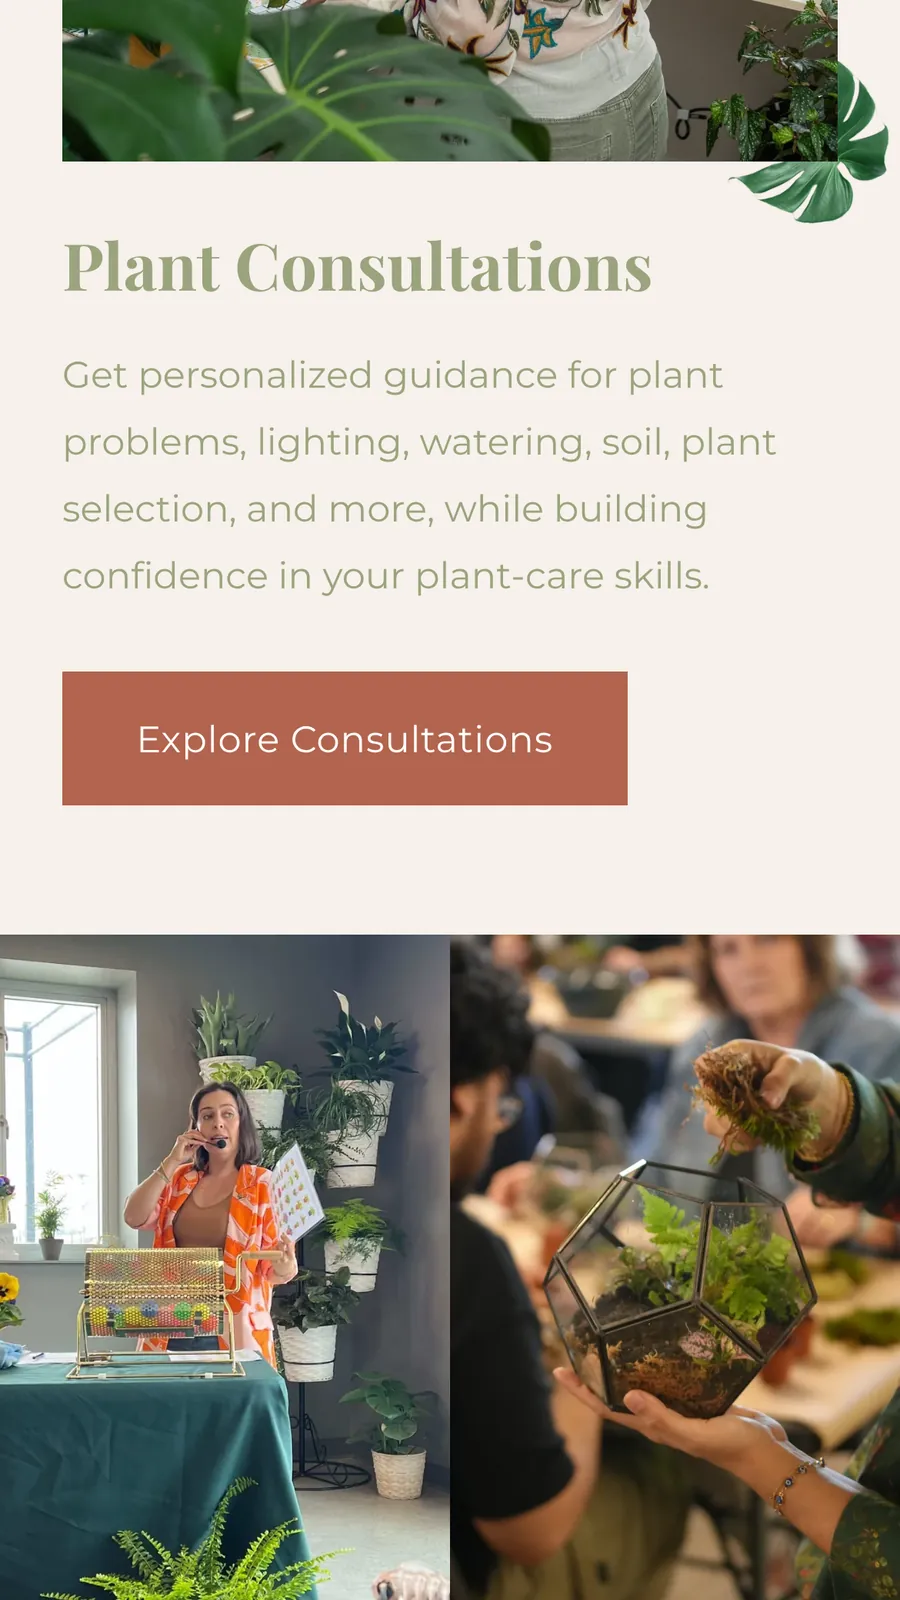 Plant Consultations
Get personalized guidance for plant
problems, lighting, watering, soil, plant
selection, and more, while building
confidence in your plant-care skills.
Explore Consultations